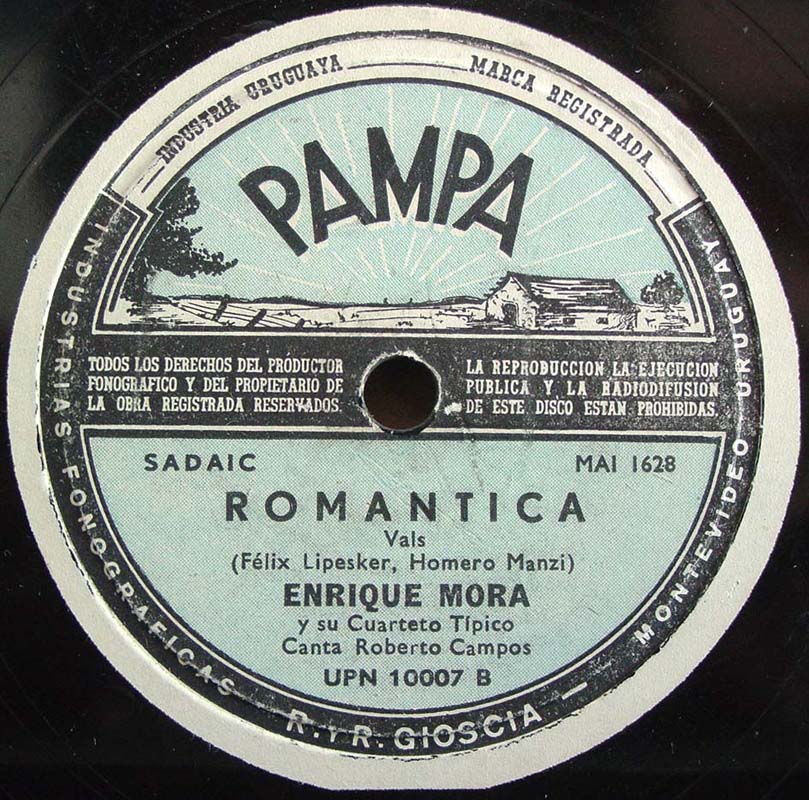 INDUSTRIA URUGUAYA — MARCA REGISTRADA
PAMPA
TODOS LOS DERECHOS DEL PRODUCTOR
FONOGRAFICO Y DEL PROPIETARIO DE
LA OBRA REGISTRADA RESERVADOS.
LA REPRODUCCION LA EJECUCION
PUBLICA Y LA RADIODIFUSION
DE ESTE DISCO ESTAN PROHIBIDAS.
SADAIC
MAI 1628
ROMANTICA
Vals
(Félix Lipesker, Homero Manzi)
ENRIQUE MORA
y su Cuarteto Típico
Canta Roberto Campos
UPN 10007 B
INDUSTRIAS FONOGRAFICAS R. Y R. GIOSCIA — MONTEVIDEO URUGUAY